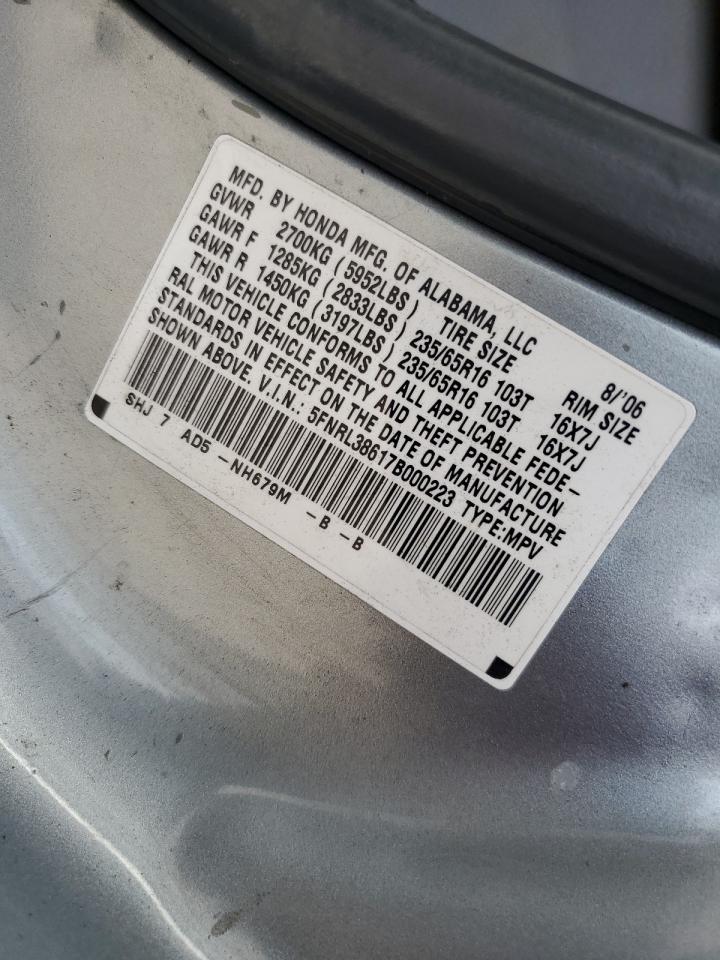 MFD. BY HONDA MFG. OF ALABAMA, LLC 8/'06
GVWR 2700KG (5952LBS) TIRE SIZE RIM SIZE
GAWR F 1285KG (2833LBS) 235/65R16 103T 16X7J
GAWR R 1450KG (3197LBS) 235/65R16 103T 16X7J
THIS VEHICLE CONFORMS TO ALL APPLICABLE FEDE-
RAL MOTOR VEHICLE SAFETY AND THEFT PREVENTION
STANDARDS IN EFFECT ON THE DATE OF MANUFACTURE
SHOWN ABOVE. V.I.N.: 5FNRL38617B000223 TYPE:MPV
SHJ 7 AD5 -NH679M -B -B